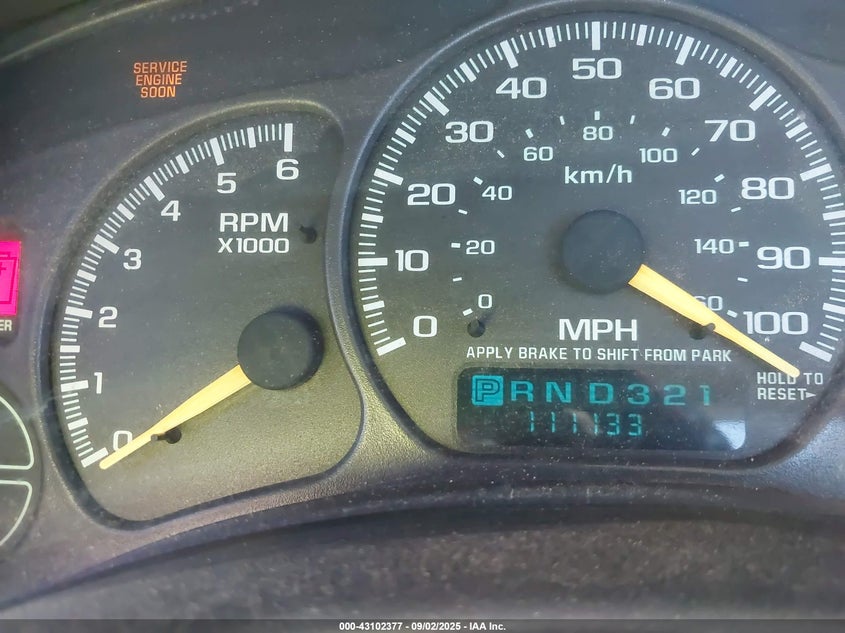 SERVICE
ENGINE
SOON
0
1
2
3
4
5
6
RPM
X1000
0
10
20
30
40
50
60
70
80
90
100
0
20
40
60
80
100
120
140
km/h
MPH
APPLY BRAKE TO SHIFT FROM PARK
PRND321
111133
HOLD TO
RESET
000-43102377 - 09/02/2025 - IAA Inc.